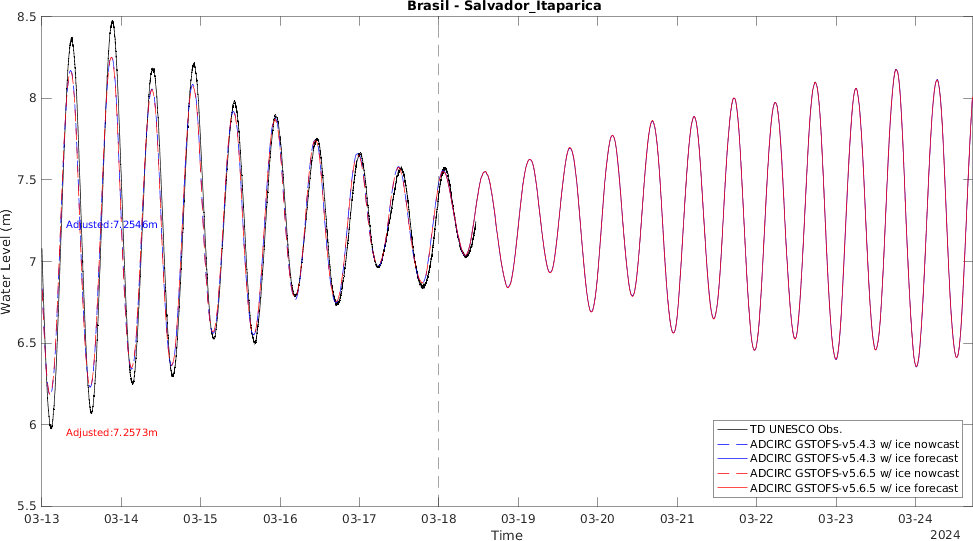 Brasil - Salvador_Itaparica
8.5
8
7.5
7
6.5
6
5.5
Water Level (m)
Adjusted:7.2546m
Adjusted:7.2573m
TD UNESCO Obs.
ADCIRC GSTOFS-v5.4.3 w/ ice nowcast
ADCIRC GSTOFS-v5.4.3 w/ ice forecast
ADCIRC GSTOFS-v5.6.5 w/ ice nowcast
ADCIRC GSTOFS-v5.6.5 w/ ice forecast
03-13 03-14 03-15 03-16 03-17 03-18 03-19 03-20 03-21 03-22 03-23 03-24
Time
2024